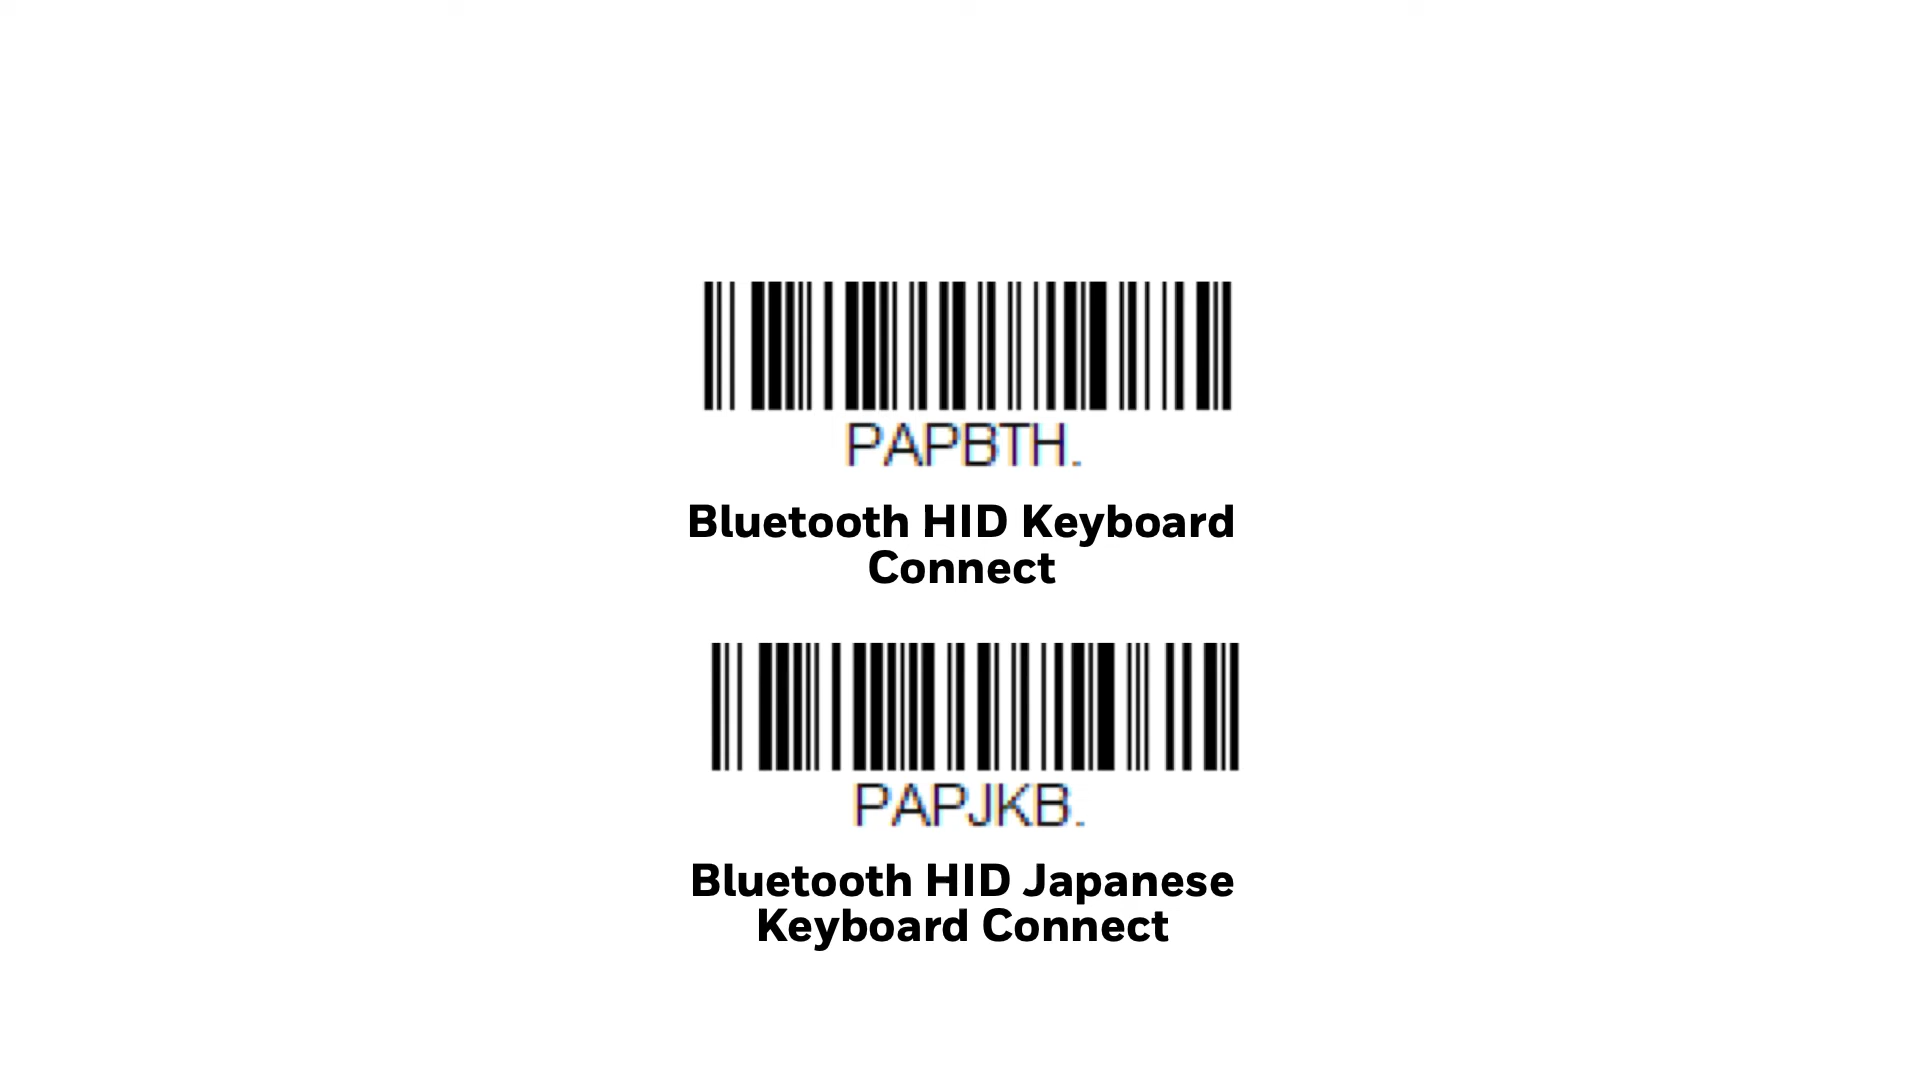 PAPBTH.
Bluetooth HID Keyboard
Connect
PAPJKB.
Bluetooth HID Japanese
Keyboard Connect